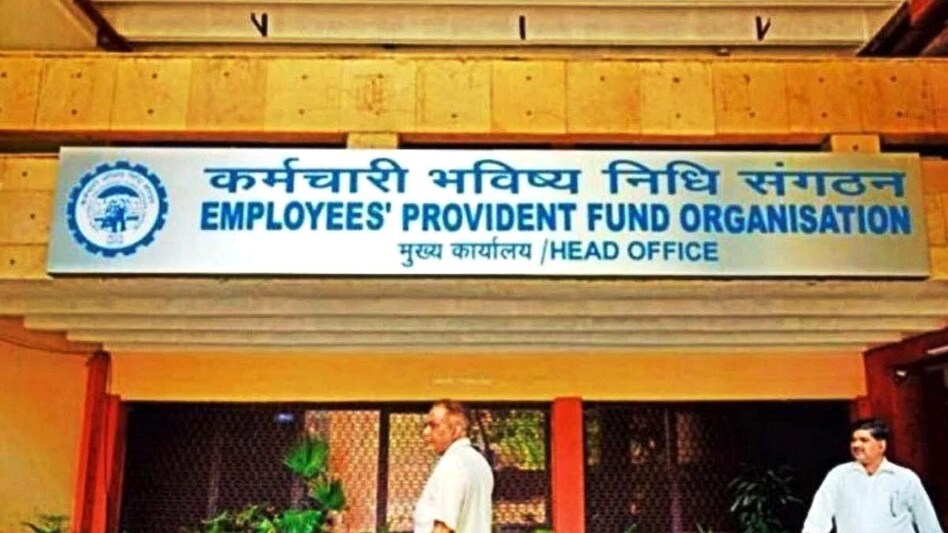 कर्मचारी भविष्य निधि संगठन
EMPLOYEES' PROVIDENT FUND ORGANISATION
मुख्य कार्यालय /HEAD OFFICE